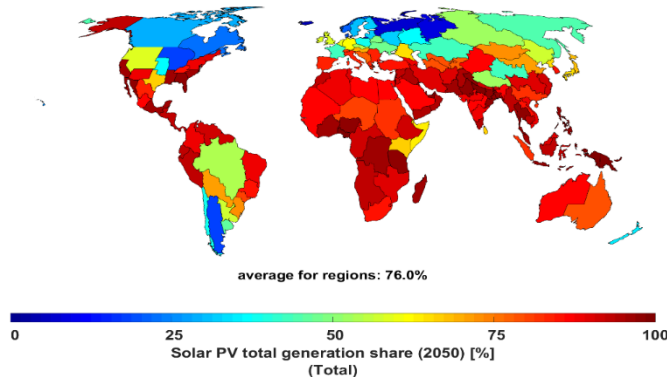 average for regions: 76.0%
0 25 50 75 100
Solar PV total generation share (2050) [%]
(Total)